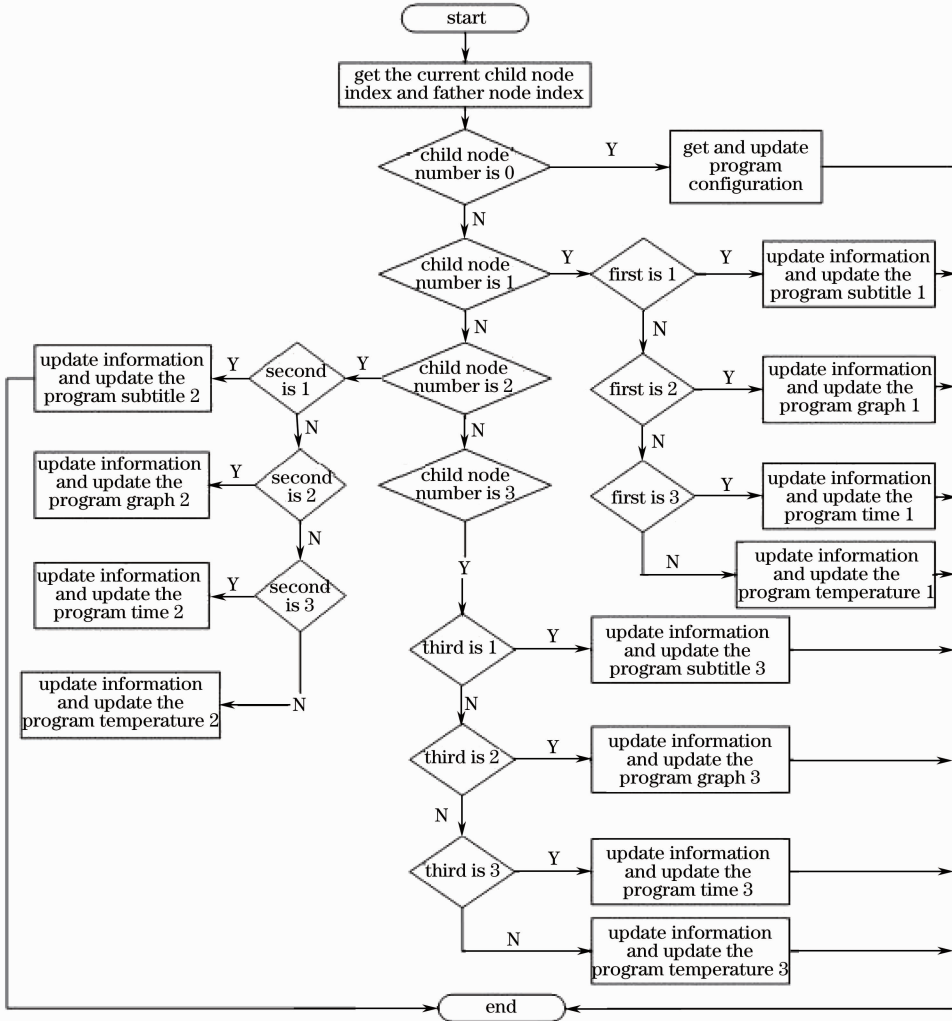 start
get the current child node
index and father node index
child node
number is 0
Y
get and update
program
configuration
N
child node
number is 1
Y
first is 1
Y
update information
and update the
program subtitle 1
N
N
child node
number is 2
Y
second
is 1
Y
update information
and update the
program subtitle 2
first is 2
Y
update information
and update the
program graph 1
N
N
N
second
is 2
Y
update information
and update the
program graph 2
child node
number is 3
first is 3
Y
update information
and update the
program time 1
N
N
update information
and update the
program temperature 1
second
is 3
Y
update information
and update the
program time 2
Y
N
update information
and update the
program temperature 2
third is 1
Y
update information
and update the
program subtitle 3
N
third is 2
Y
update information
and update the
program graph 3
N
third is 3
Y
update information
and update the
program time 3
N
update information
and update the
program temperature 3
end